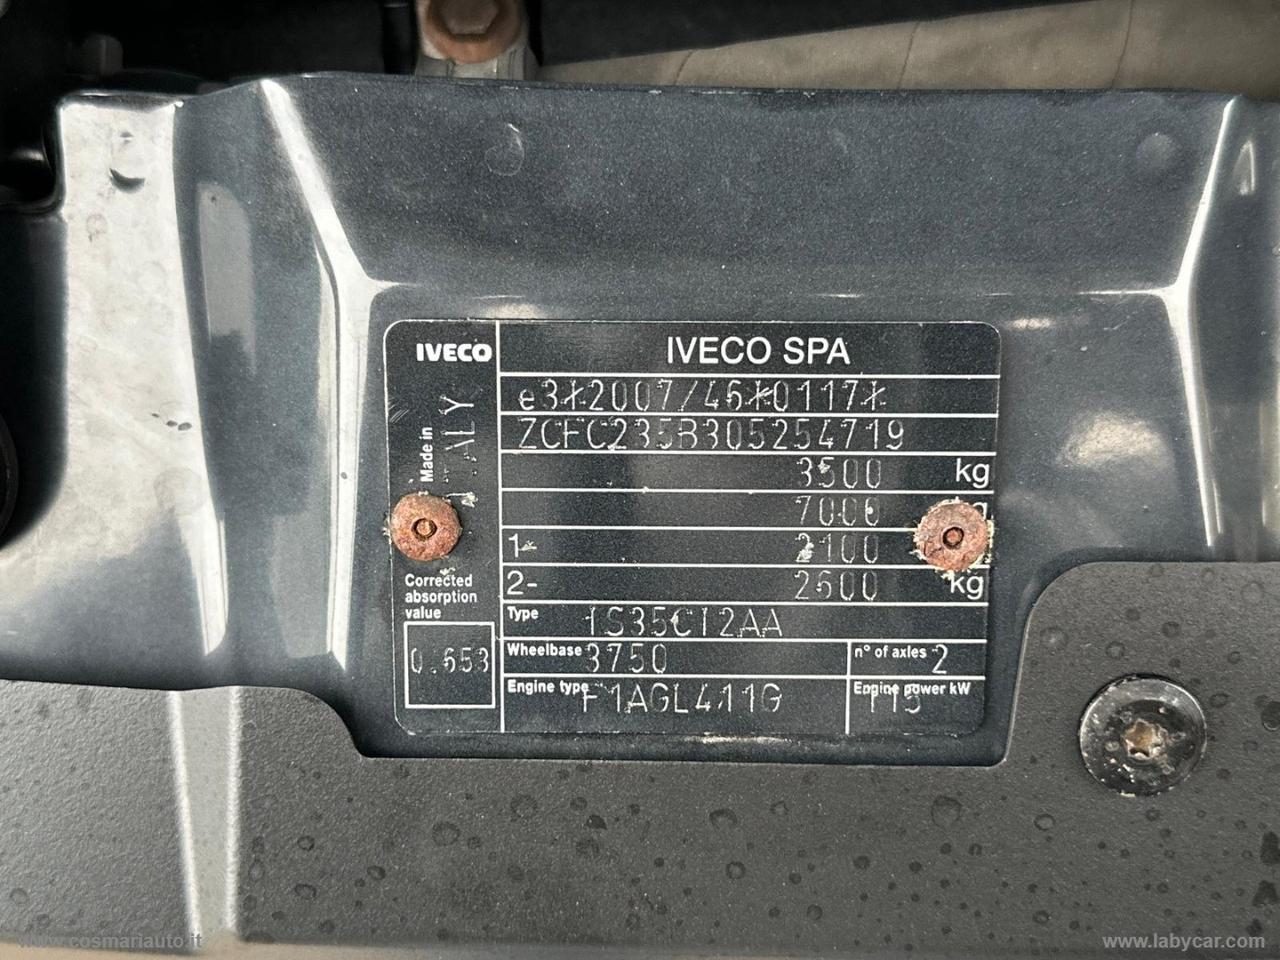 IVECO
IVECO SPA
Made in
ITALY
e3*2007/46*0117*
ZCFC235B305254719
3500 kg
7000
1- 2100
2- 2600 kg
Corrected
absorption
value
0.653
Type IS35CI2AA
Wheelbase 3750
n° of axles 2
Engine type F1AGL411G
Engine power kW 115
www.cosmariauto.it
www.labycar.com